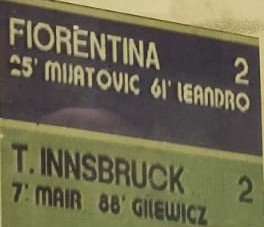 FIORENTINA 2
25' MIJATOVIC 61' LEANDRO
T. INNSBRUCK 2
7' MAIR 88' GILEWICZ